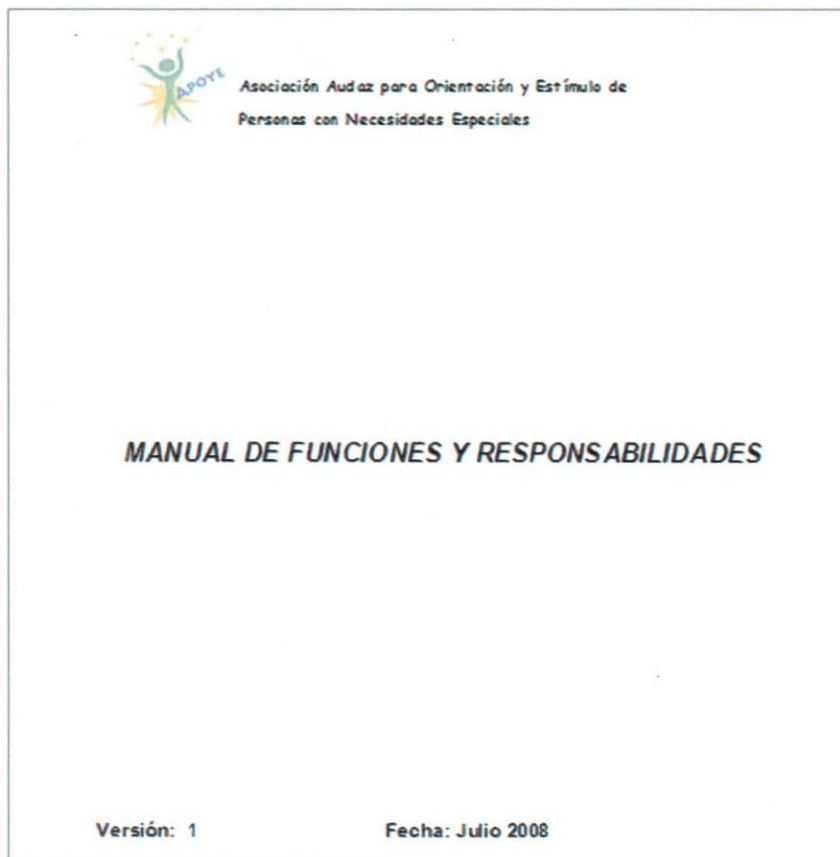 APOYE
Asociación Audaz para Orientación y Estímulo de
Personas con Necesidades Especiales
MANUAL DE FUNCIONES Y RESPONSABILIDADES
Versión: 1 Fecha: Julio 2008